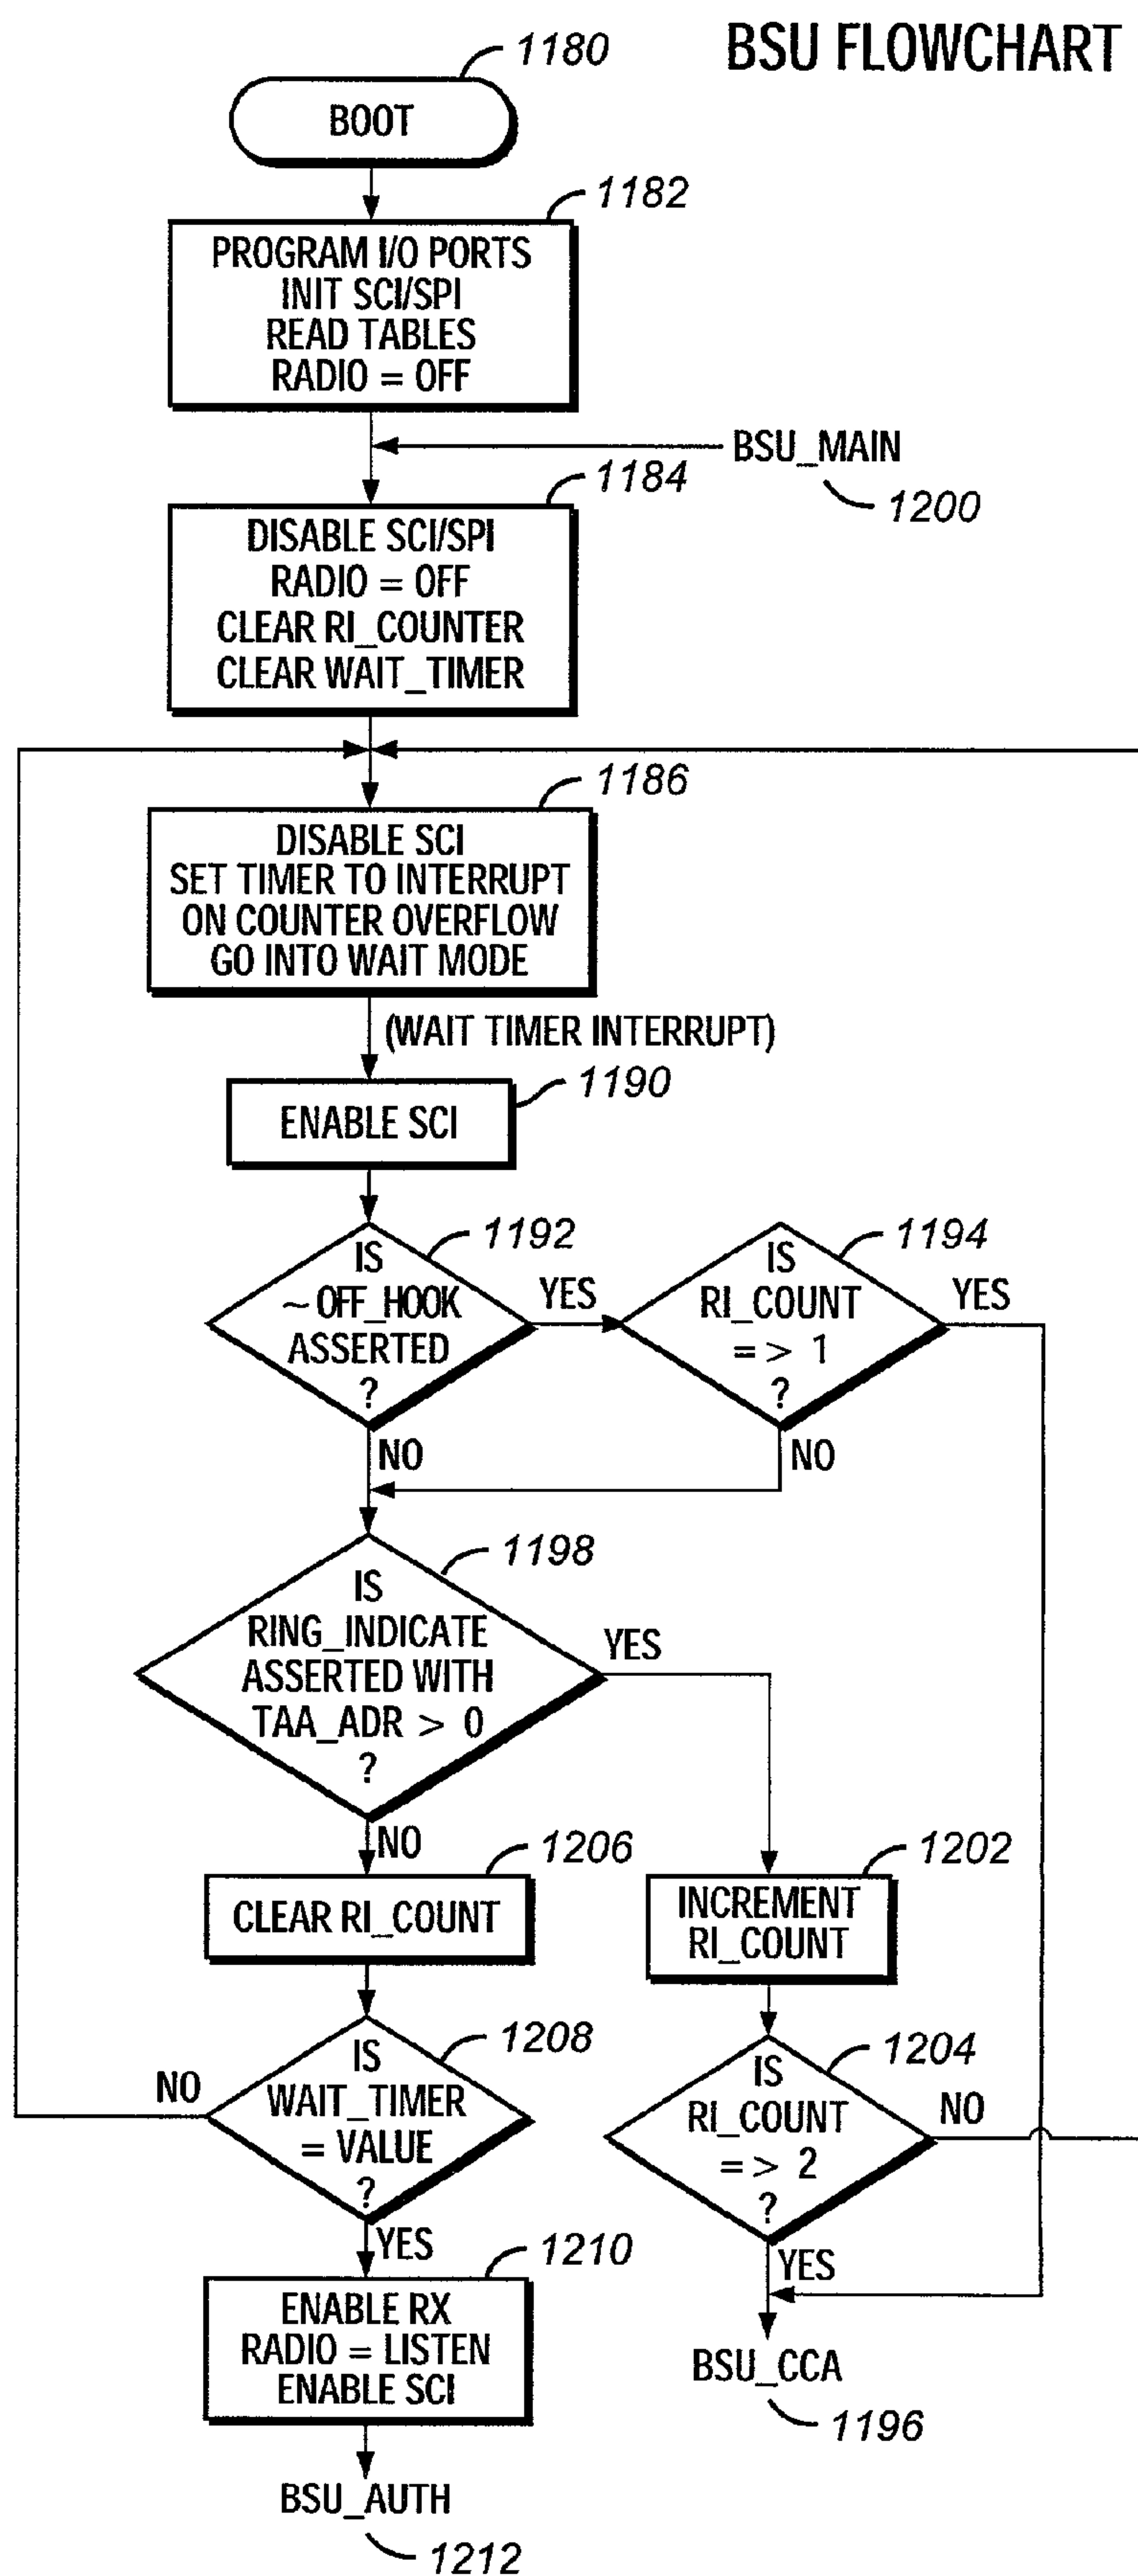 BSU FLOWCHART
1180
BOOT
1182
PROGRAM I/O PORTS
INIT SCI/SPI
READ TABLES
RADIO = OFF
BSU_MAIN
1200
1184
DISABLE SCI/SPI
RADIO = OFF
CLEAR RI_COUNTER
CLEAR WAIT_TIMER
1186
DISABLE SCI
SET TIMER TO INTERRUPT
ON COUNTER OVERFLOW
GO INTO WAIT MODE
(WAIT TIMER INTERRUPT)
1190
ENABLE SCI
1192
IS
~OFF_HOOK
ASSERTED
?
YES
NO
1194
IS
RI_COUNT
=> 1
?
YES
NO
1198
IS
RING_INDICATE
ASSERTED WITH
TAA_ADR > 0
?
YES
NO
1206
CLEAR RI_COUNT
1202
INCREMENT
RI_COUNT
1208
IS
WAIT_TIMER
= VALUE
?
NO
YES
1204
IS
RI_COUNT
=> 2
?
NO
YES
1210
ENABLE RX
RADIO = LISTEN
ENABLE SCI
BSU_CCA
1196
BSU_AUTH
1212